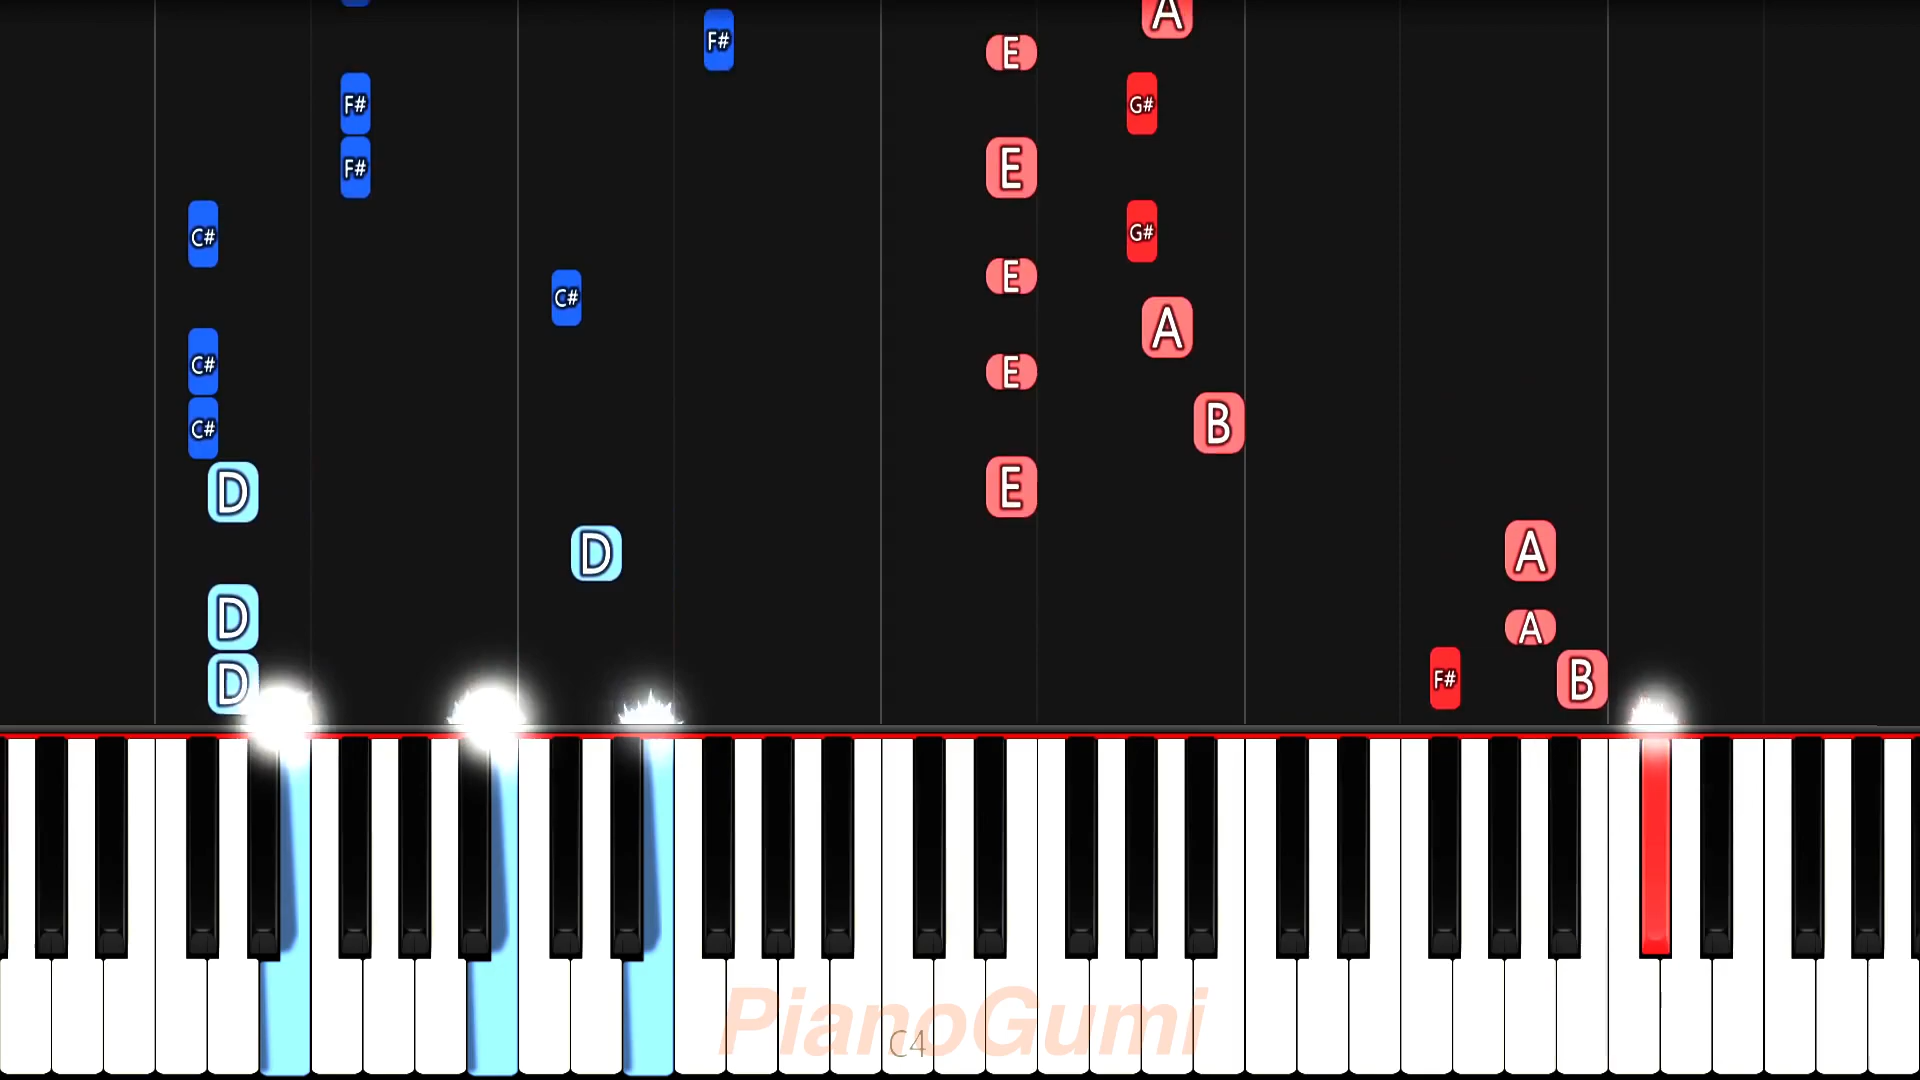 A
F# E
F# G#
F# E
C# G#
C# E A
C# E
C# B
D E
D A
D A
D F# B
PianoGumi
C4